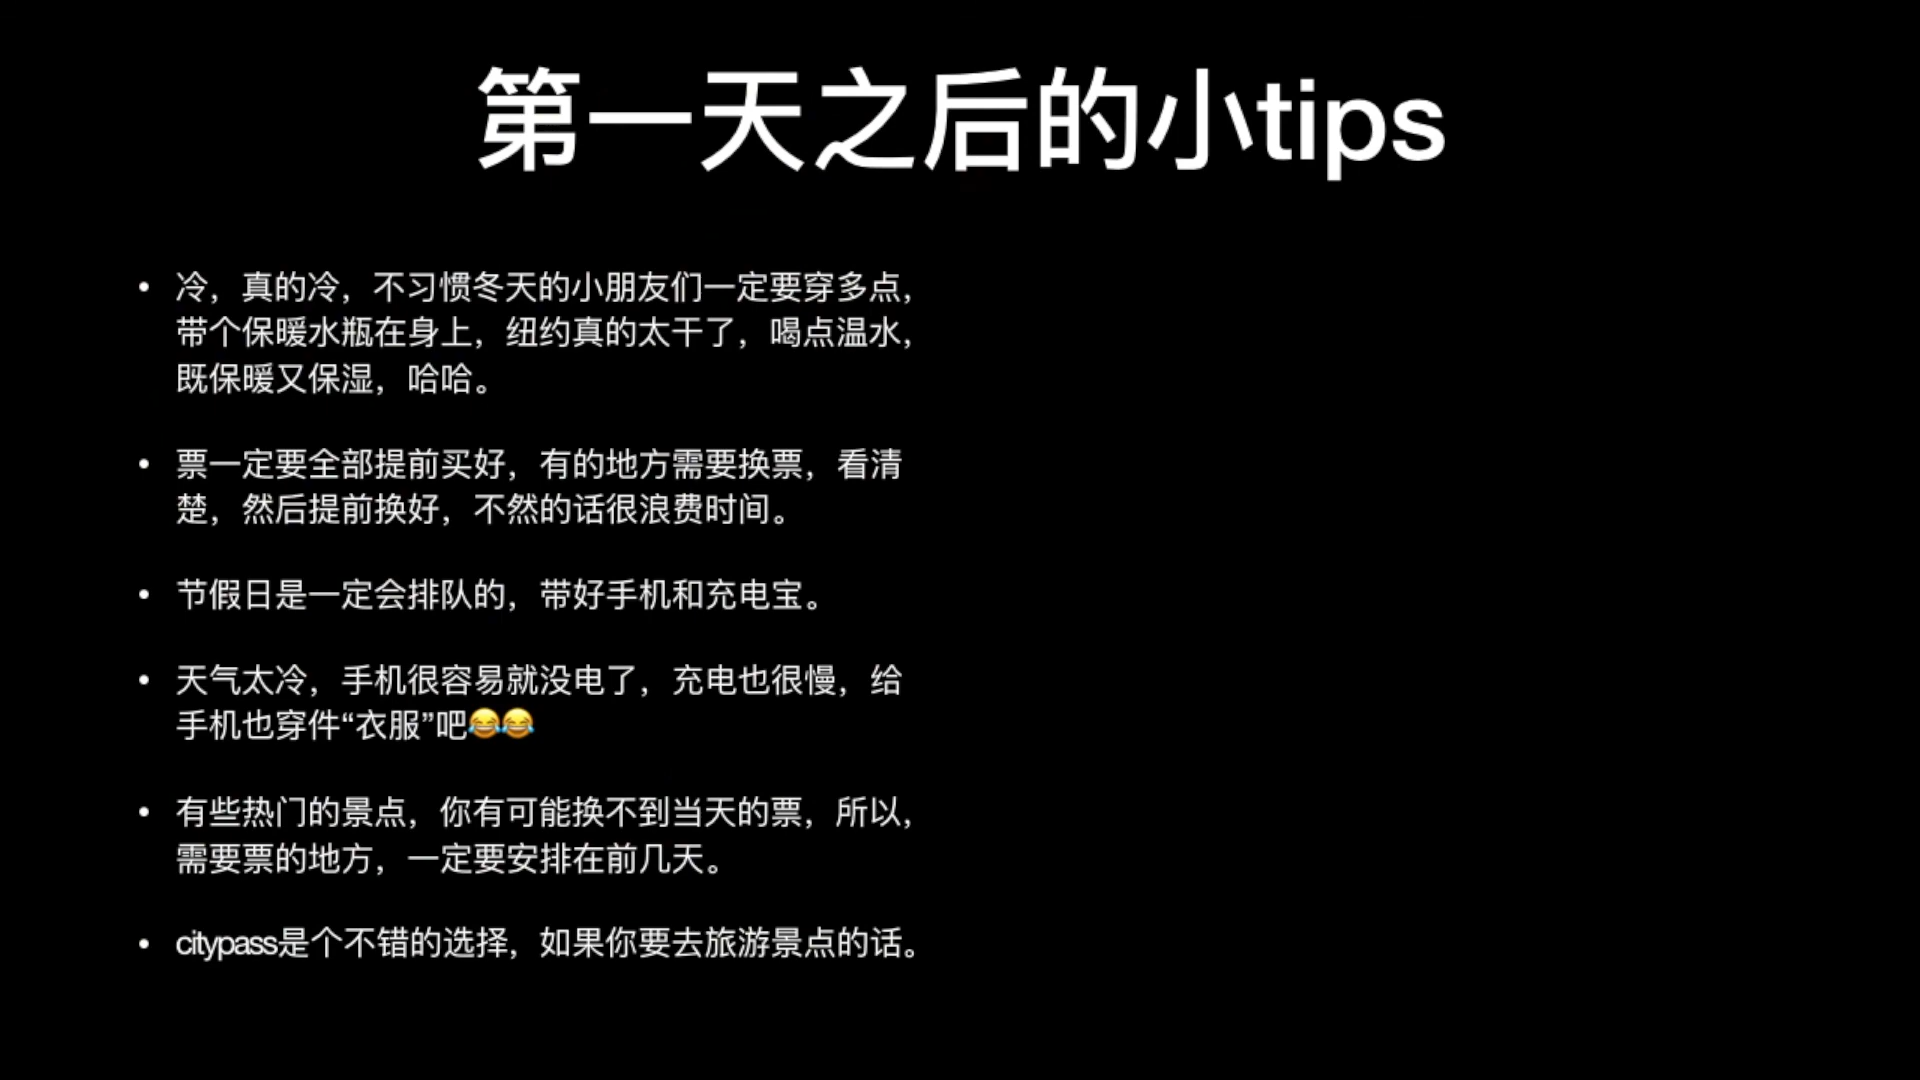 第一天之后的小tips
• 冷，真的冷，不习惯冬天的小朋友们一定要穿多点，
带个保暖水瓶在身上，纽约真的太干了，喝点温水，
既保暖又保湿，哈哈。
• 票一定要全部提前买好，有的地方需要换票，看清
楚，然后提前换好，不然的话很浪费时间。
• 节假日是一定会排队的，带好手机和充电宝。
• 天气太冷，手机很容易就没电了，充电也很慢，给
手机也穿件“衣服”吧😂😂
• 有些热门的景点，你有可能换不到当天的票，所以，
需要票的地方，一定要安排在前几天。
• citypass是个不错的选择，如果你要去旅游景点的话。